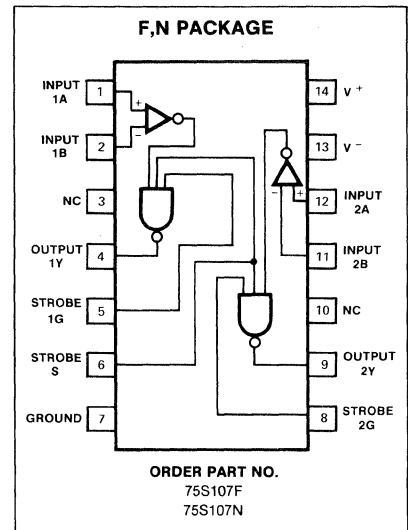 F,N PACKAGE
INPUT
1A
1
+
14
V +
INPUT
1B
2
−
13
V −
NC
3
−
+
12
INPUT
2A
OUTPUT
1Y
4
11
INPUT
2B
STROBE
1G
5
10
NC
STROBE
S
6
9
OUTPUT
2Y
GROUND
7
8
STROBE
2G
ORDER PART NO.
75S107F
75S107N